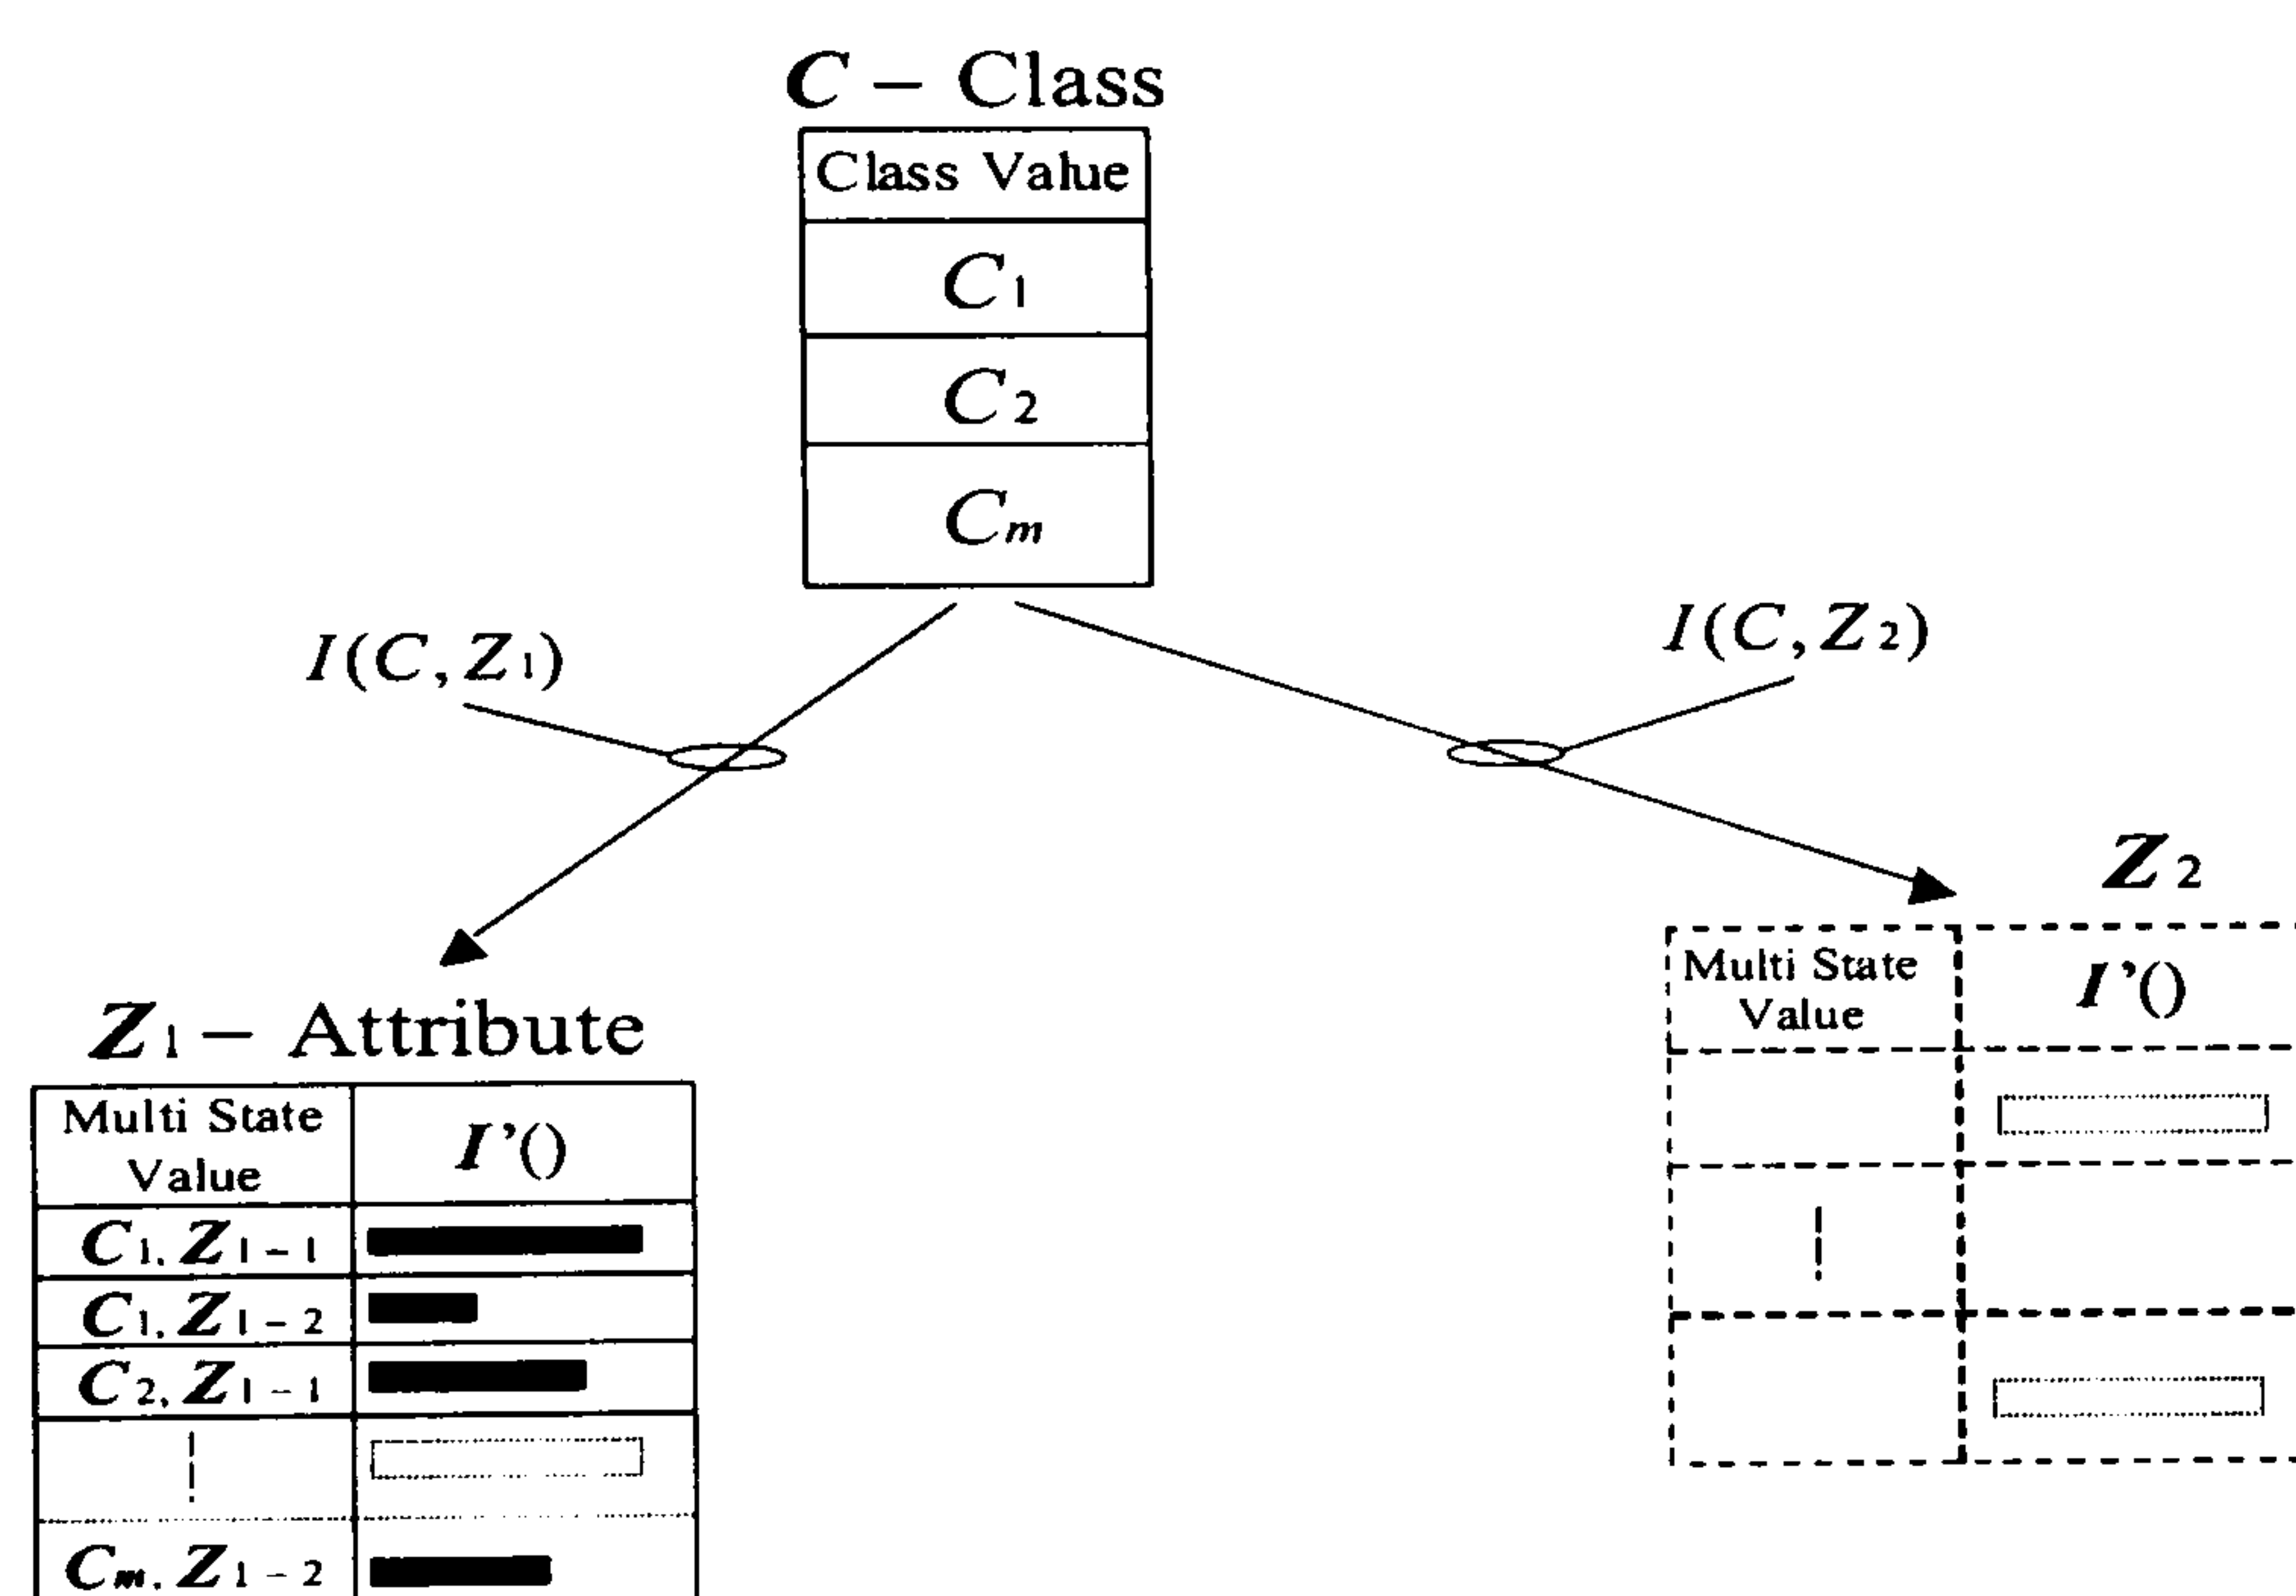 C – Class
Class Value
C1
C2
Cm
I(C,Z1)
I(C,Z2)
Z2
Multi State
Value
I’()
Z1 – Attribute
Multi State
Value
I’()
C1, Z1-1
C1, Z1-2
C2, Z1-1
Cm, Z1-2